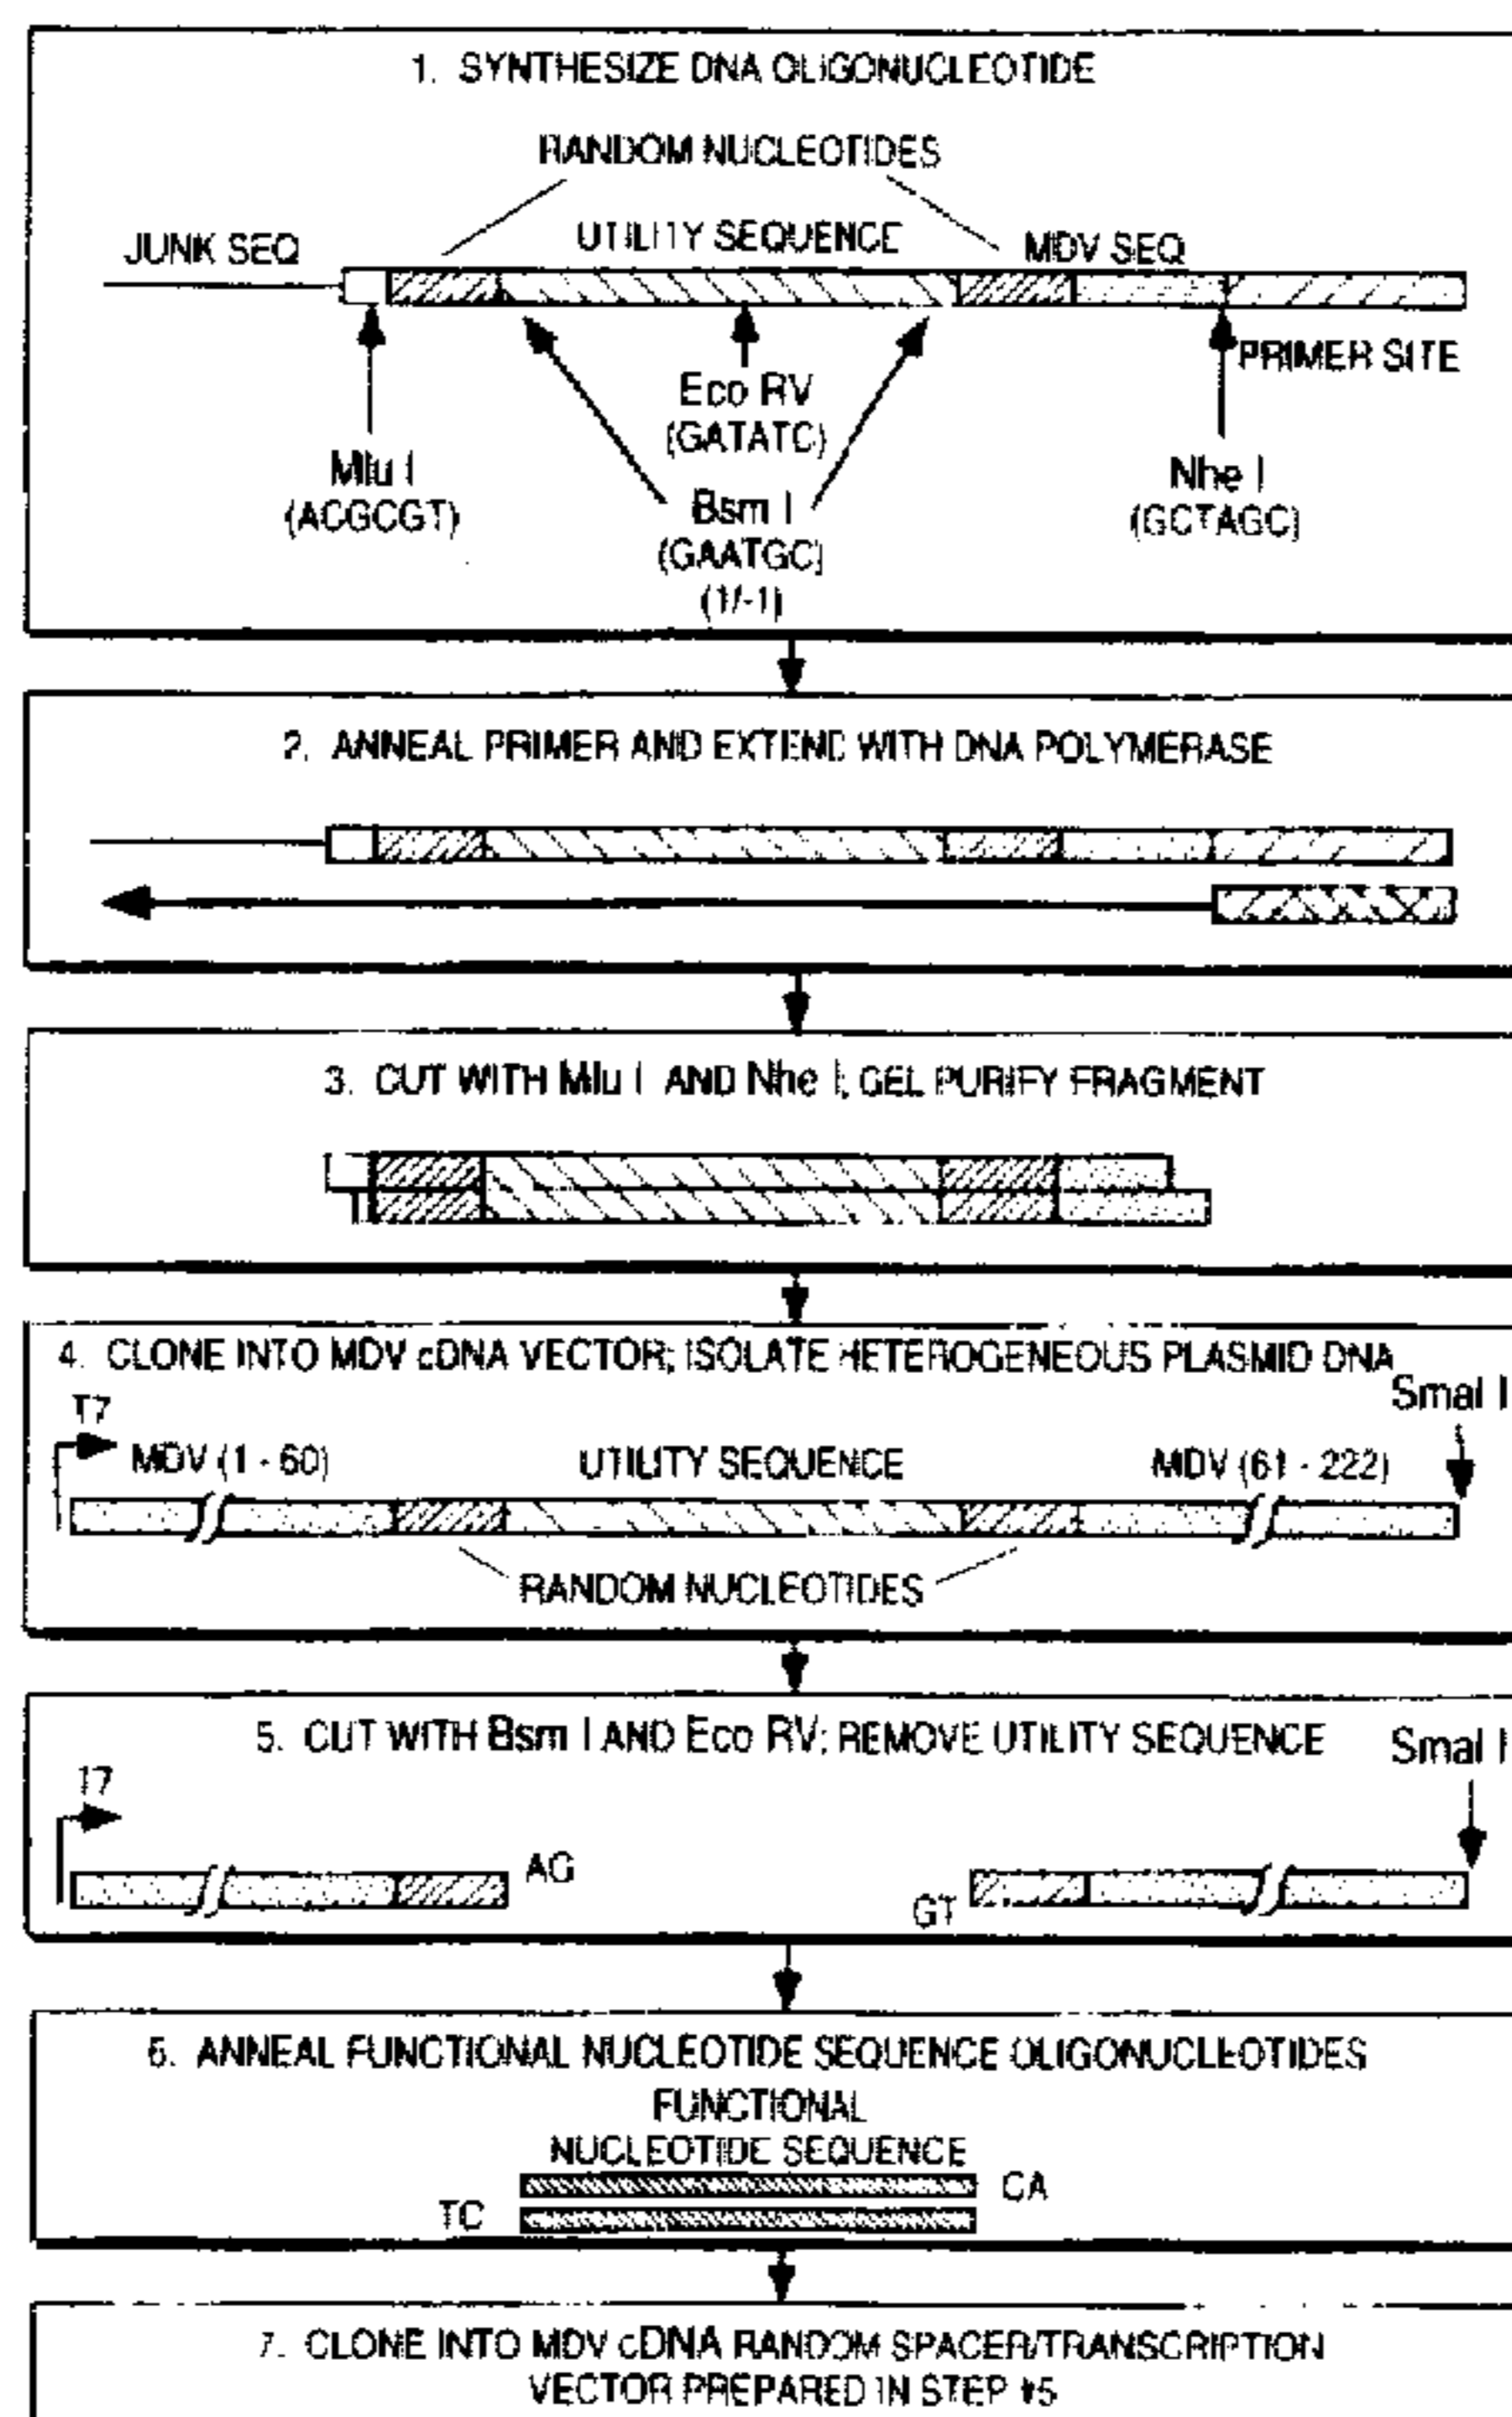 1. SYNTHESIZE DNA OLIGONUCLEOTIDE
RANDOM NUCLEOTIDES
JUNK SEQ
UTILITY SEQUENCE
MDV SEQ
PRIMER SITE
Eco RV
(GATATC)
Mlu I
(ACGCGT)
Bsm I
(GAATGC)
(1/-1)
Nhe I
(GCTAGC)
2. ANNEAL PRIMER AND EXTEND WITH DNA POLYMERASE
3. CUT WITH Mlu I AND Nhe I; GEL PURIFY FRAGMENT
4. CLONE INTO MDV cDNA VECTOR; ISOLATE HETEROGENEOUS PLASMID DNA
Smal I
T7
MDV (1 - 60)
UTILITY SEQUENCE
MDV (61 - 222)
RANDOM NUCLEOTIDES
5. CUT WITH Bsm I AND Eco RV; REMOVE UTILITY SEQUENCE
Smal I
T7
AG
GT
6. ANNEAL FUNCTIONAL NUCLEOTIDE SEQUENCE OLIGONUCLEOTIDES
FUNCTIONAL
NUCLEOTIDE SEQUENCE
CA
TC
7. CLONE INTO MDV cDNA RANDOM SPACER/TRANSCRIPTION
VECTOR PREPARED IN STEP #5